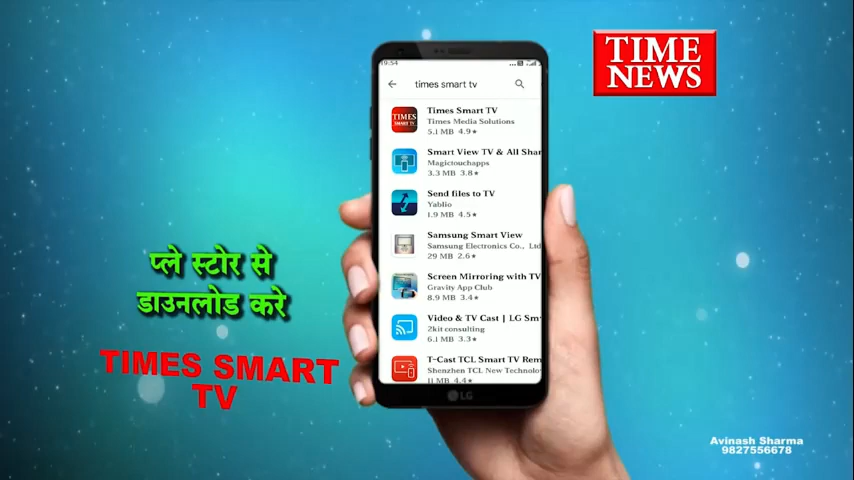 TIME
NEWS
19:54
times smart tv
Times Smart TV
Times Media Solutions
5.1 MB 4.9★
Smart View TV & All Shar
Magictouchapps
3.3 MB 3.8★
Send files to TV
Yablio
1.9 MB 4.5★
Samsung Smart View
Samsung Electronics Co., Ltd
29 MB 2.6★
Screen Mirroring with TV
Gravity App Club
8.9 MB 3.4★
Video & TV Cast | LG Sm
2kit consulting
6.1 MB 3.3★
T-Cast TCL Smart TV Rem
Shenzhen TCL New Technolo
11 MB 4.4★
LG
प्ले स्टोर से
डाउनलोड करे
TIMES SMART
TV
Avinash Sharma
9827556678